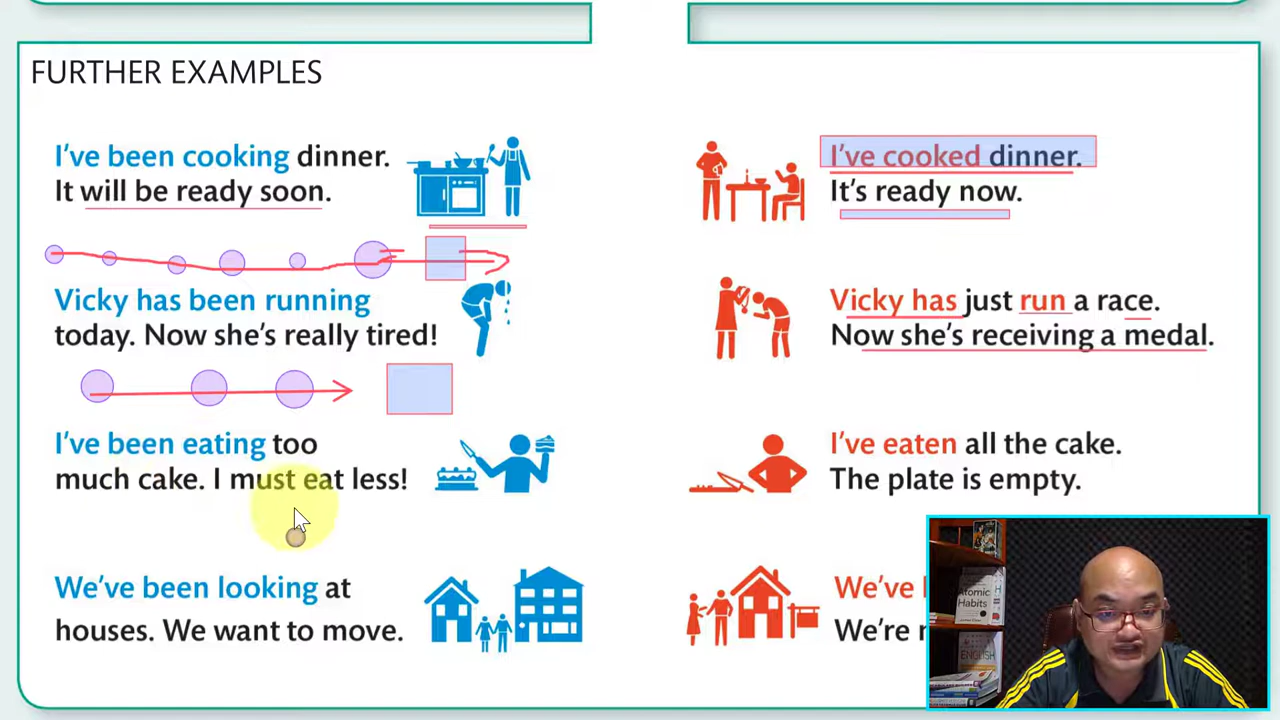 FURTHER EXAMPLES
I've been cooking dinner.
It will be ready soon.
I've cooked dinner.
It's ready now.
Vicky has been running
today. Now she's really tired!
Vicky has just run a race.
Now she's receiving a medal.
I've been eating too
much cake. I must eat less!
I've eaten all the cake.
The plate is empty.
We've been looking at
houses. We want to move.
We've
We're
Atomic
Habits
ENGLISH